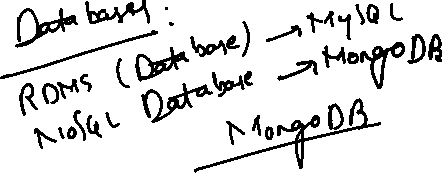 Databases:
RDMS (Database) → MySQL
NoSQL Database → MongoDB
MongoDB